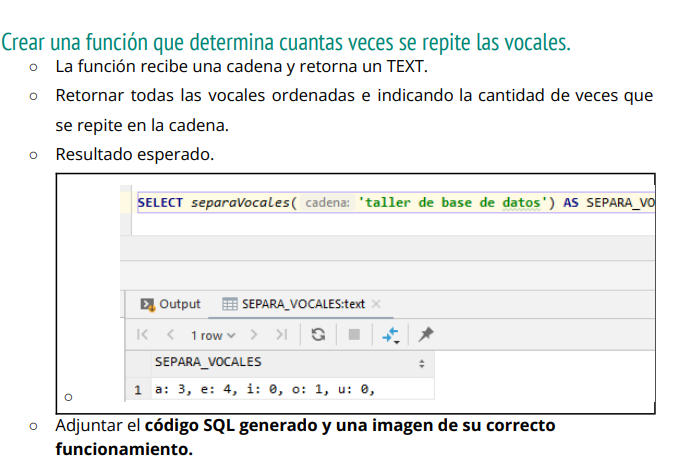 Crear una función que determina cuantas veces se repite las vocales.
○ La función recibe una cadena y retorna un TEXT.
○ Retornar todas las vocales ordenadas e indicando la cantidad de veces que
se repite en la cadena.
○ Resultado esperado.
SELECT separaVocales( cadena: 'taller de base de datos') AS SEPARA_VO
Output SEPARA_VOCALES:text
1 row
SEPARA_VOCALES
1 a: 3, e: 4, i: 0, o: 1, u: 0,
○
○ Adjuntar el código SQL generado y una imagen de su correcto
funcionamiento.